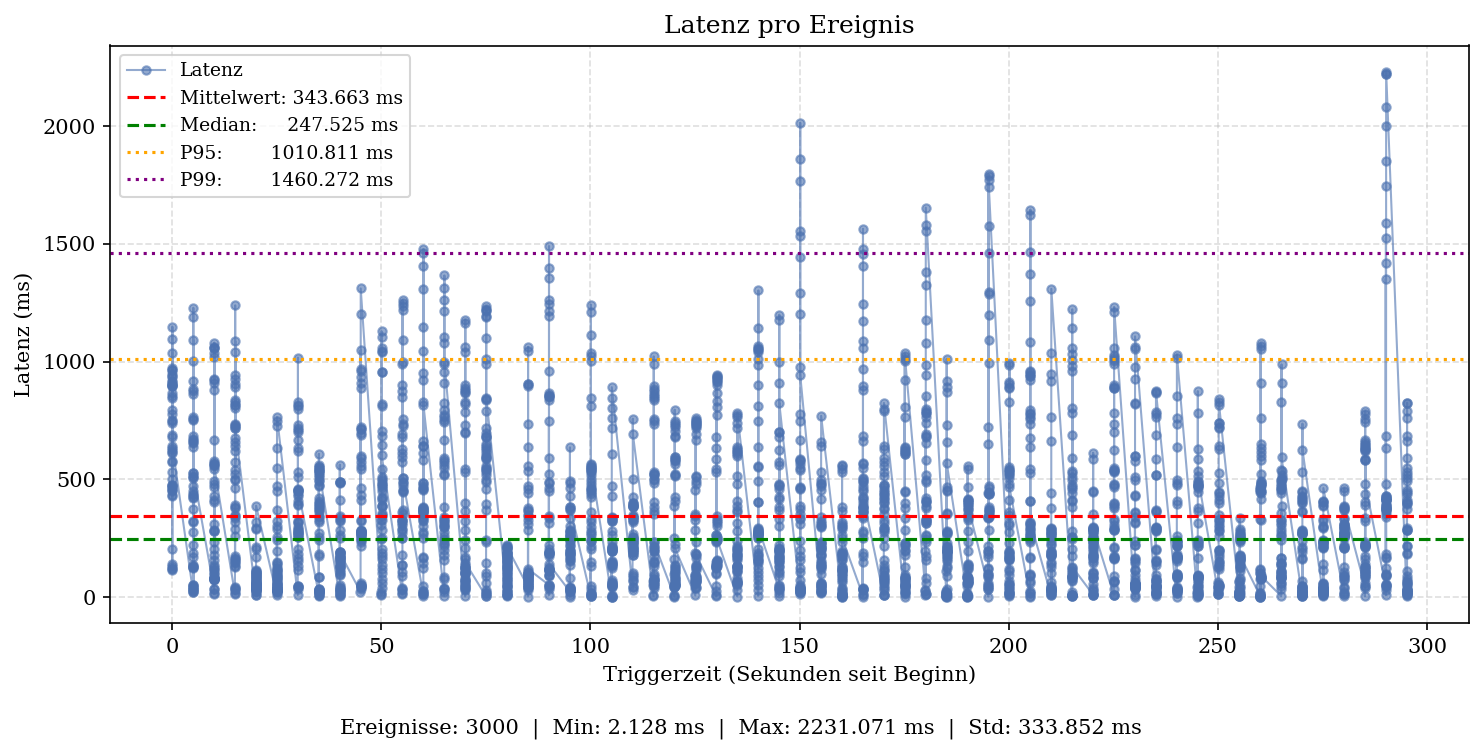 Latenz pro Ereignis
Latenz
Mittelwert: 343.663 ms
Median: 247.525 ms
P95: 1010.811 ms
P99: 1460.272 ms
Latenz (ms)
2000
1500
1000
500
0
0 50 100 150 200 250 300
Triggerzeit (Sekunden seit Beginn)
Ereignisse: 3000 | Min: 2.128 ms | Max: 2231.071 ms | Std: 333.852 ms